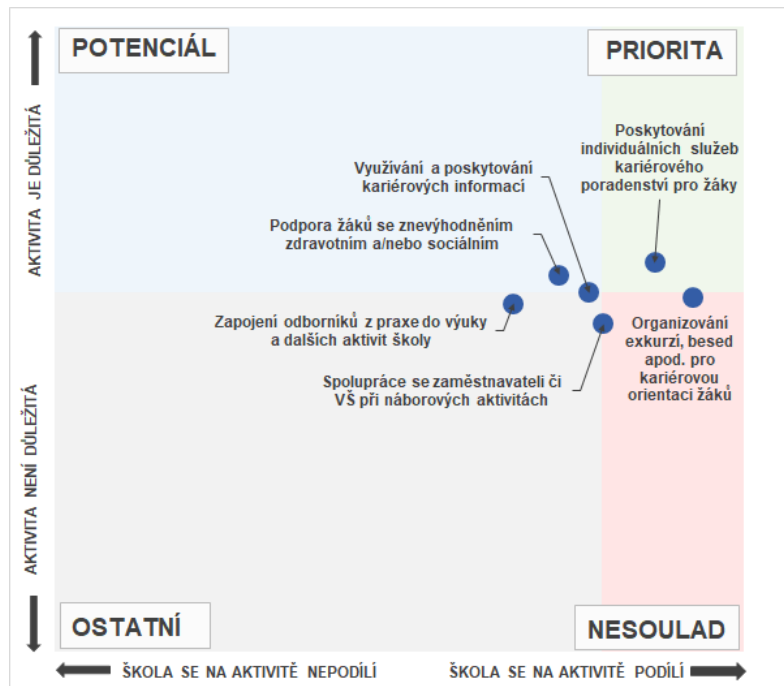 POTENCIÁL
PRIORITA
AKTIVITA JE DŮLEŽITÁ
Poskytování
individuálních služeb
kariérového
poradenství pro žáky
Využívání a poskytování
kariérových informací
Podpora žáků se znevýhodněním
zdravotním a/nebo sociálním
Zapojení odborníků z praxe do výuky
a dalších aktivit školy
Organizování
exkurzí, besed
apod. pro
kariérovou
orientaci žáků
Spolupráce se zaměstnavateli či
VŠ při náborových aktivitách
AKTIVITA NENÍ DŮLEŽITÁ
OSTATNÍ
NESOULAD
ŠKOLA SE NA AKTIVITĚ NEPODÍLÍ
ŠKOLA SE NA AKTIVITĚ PODÍLÍ